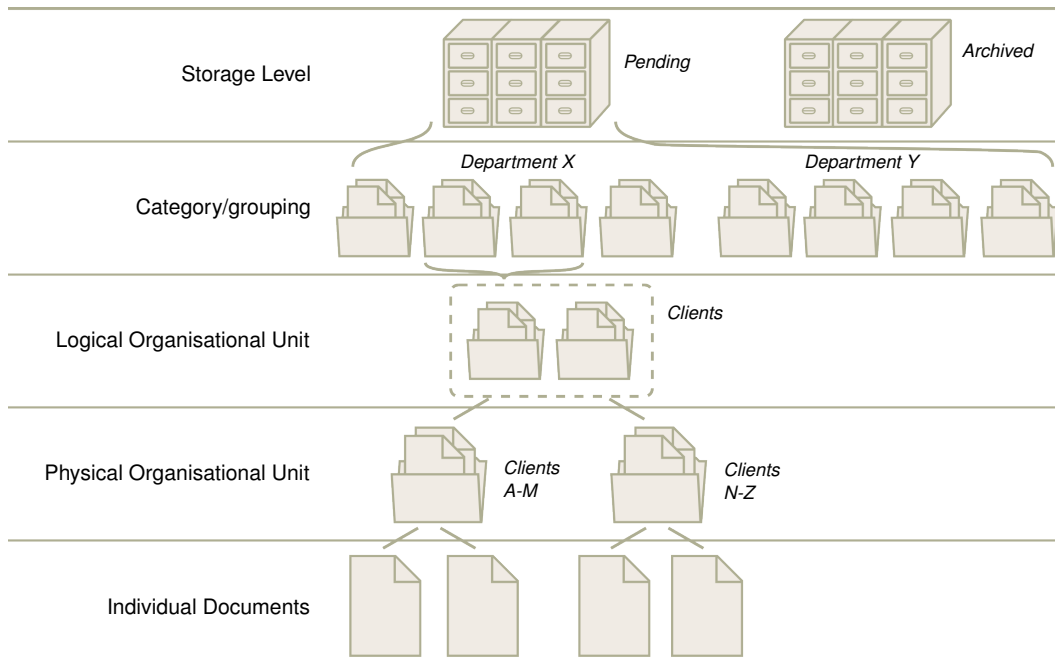 Storage Level
Pending
Archived
Category/grouping
Department X
Department Y
Logical Organisational Unit
Clients
Physical Organisational Unit
Clients
A-M
Clients
N-Z
Individual Documents